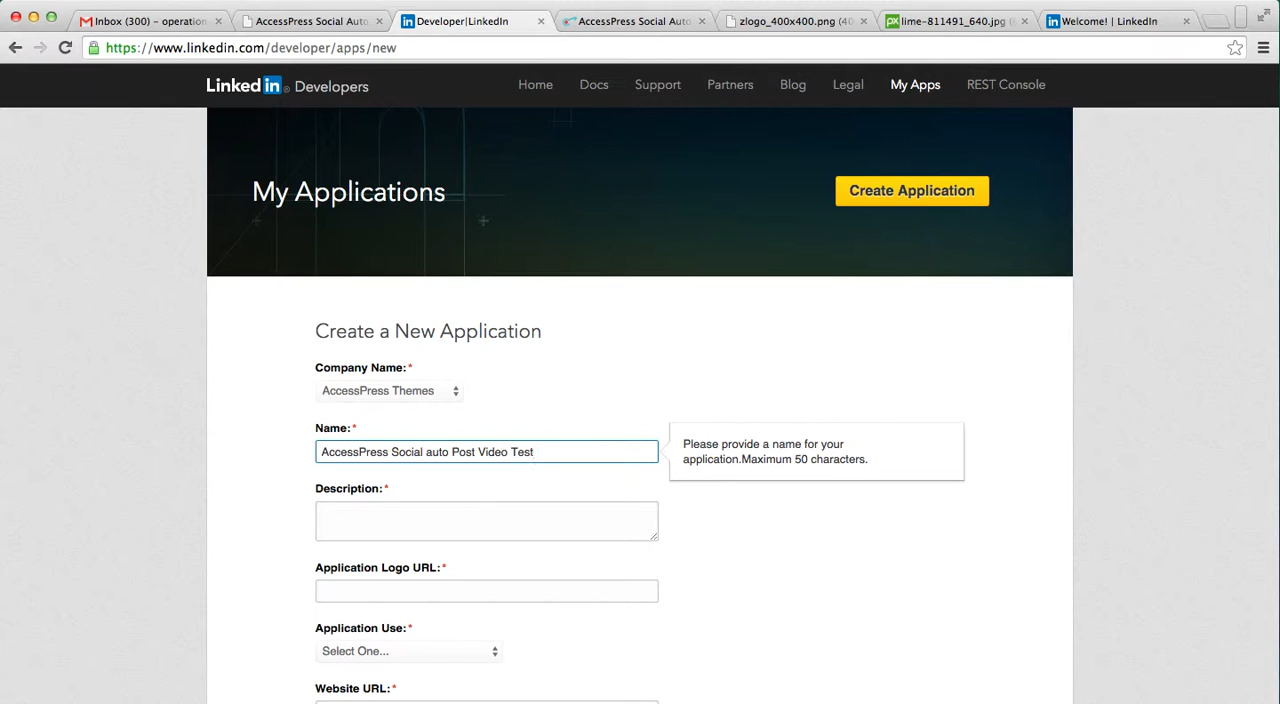 Inbox (300) – operation
AccessPress Social Auto
Developer|LinkedIn
AccessPress Social Auto
zlogo_400x400.png (40
lime-811491_640.jpg (6
Welcome! | LinkedIn
https://www.linkedin.com/developer/apps/new
Linked in Developers
Home
Docs
Support
Partners
Blog
Legal
My Apps
REST Console
My Applications
Create Application
Create a New Application
Company Name:*
AccessPress Themes
Name:*
AccessPress Social auto Post Video Test
Please provide a name for your
application.Maximum 50 characters.
Description:*
Application Logo URL:*
Application Use:*
Select One...
Website URL:*